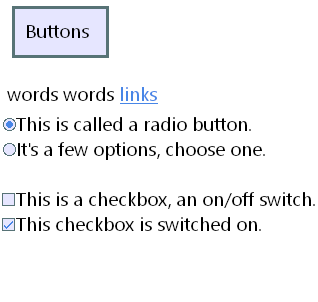 Buttons
words words links
This is called a radio button.
It's a few options, choose one.
This is a checkbox, an on/off switch.
This checkbox is switched on.